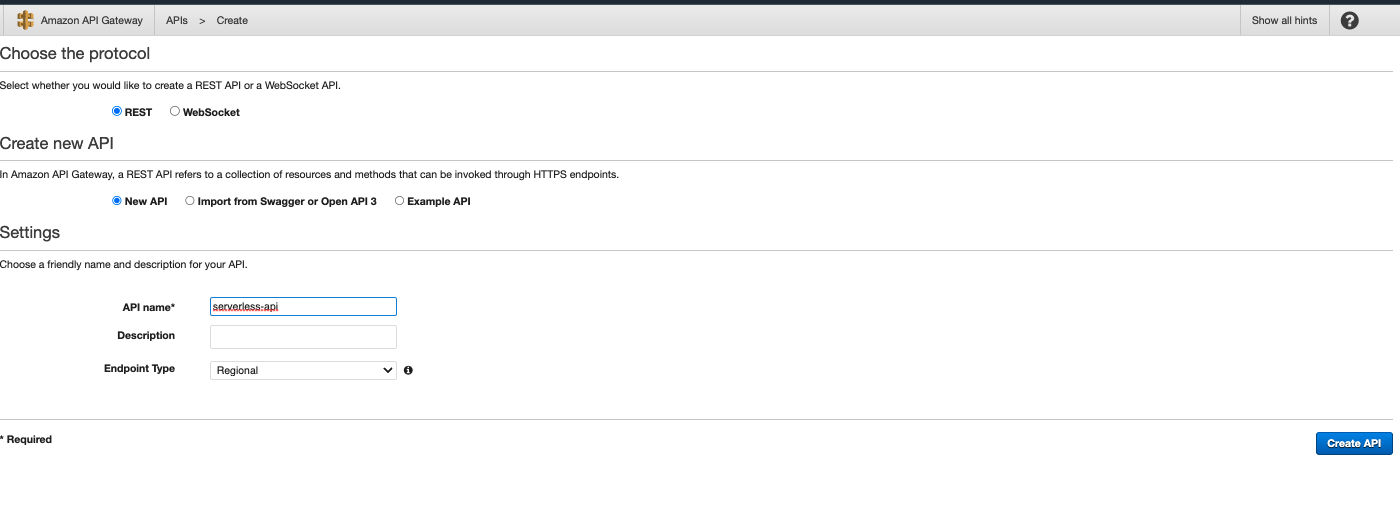 Amazon API Gateway APIs > Create Show all hints ?
Choose the protocol
Select whether you would like to create a REST API or a WebSocket API.
REST WebSocket
Create new API
In Amazon API Gateway, a REST API refers to a collection of resources and methods that can be invoked through HTTPS endpoints.
New API Import from Swagger or Open API 3 Example API
Settings
Choose a friendly name and description for your API.
API name* serverless-api
Description
Endpoint Type Regional
* Required Create API